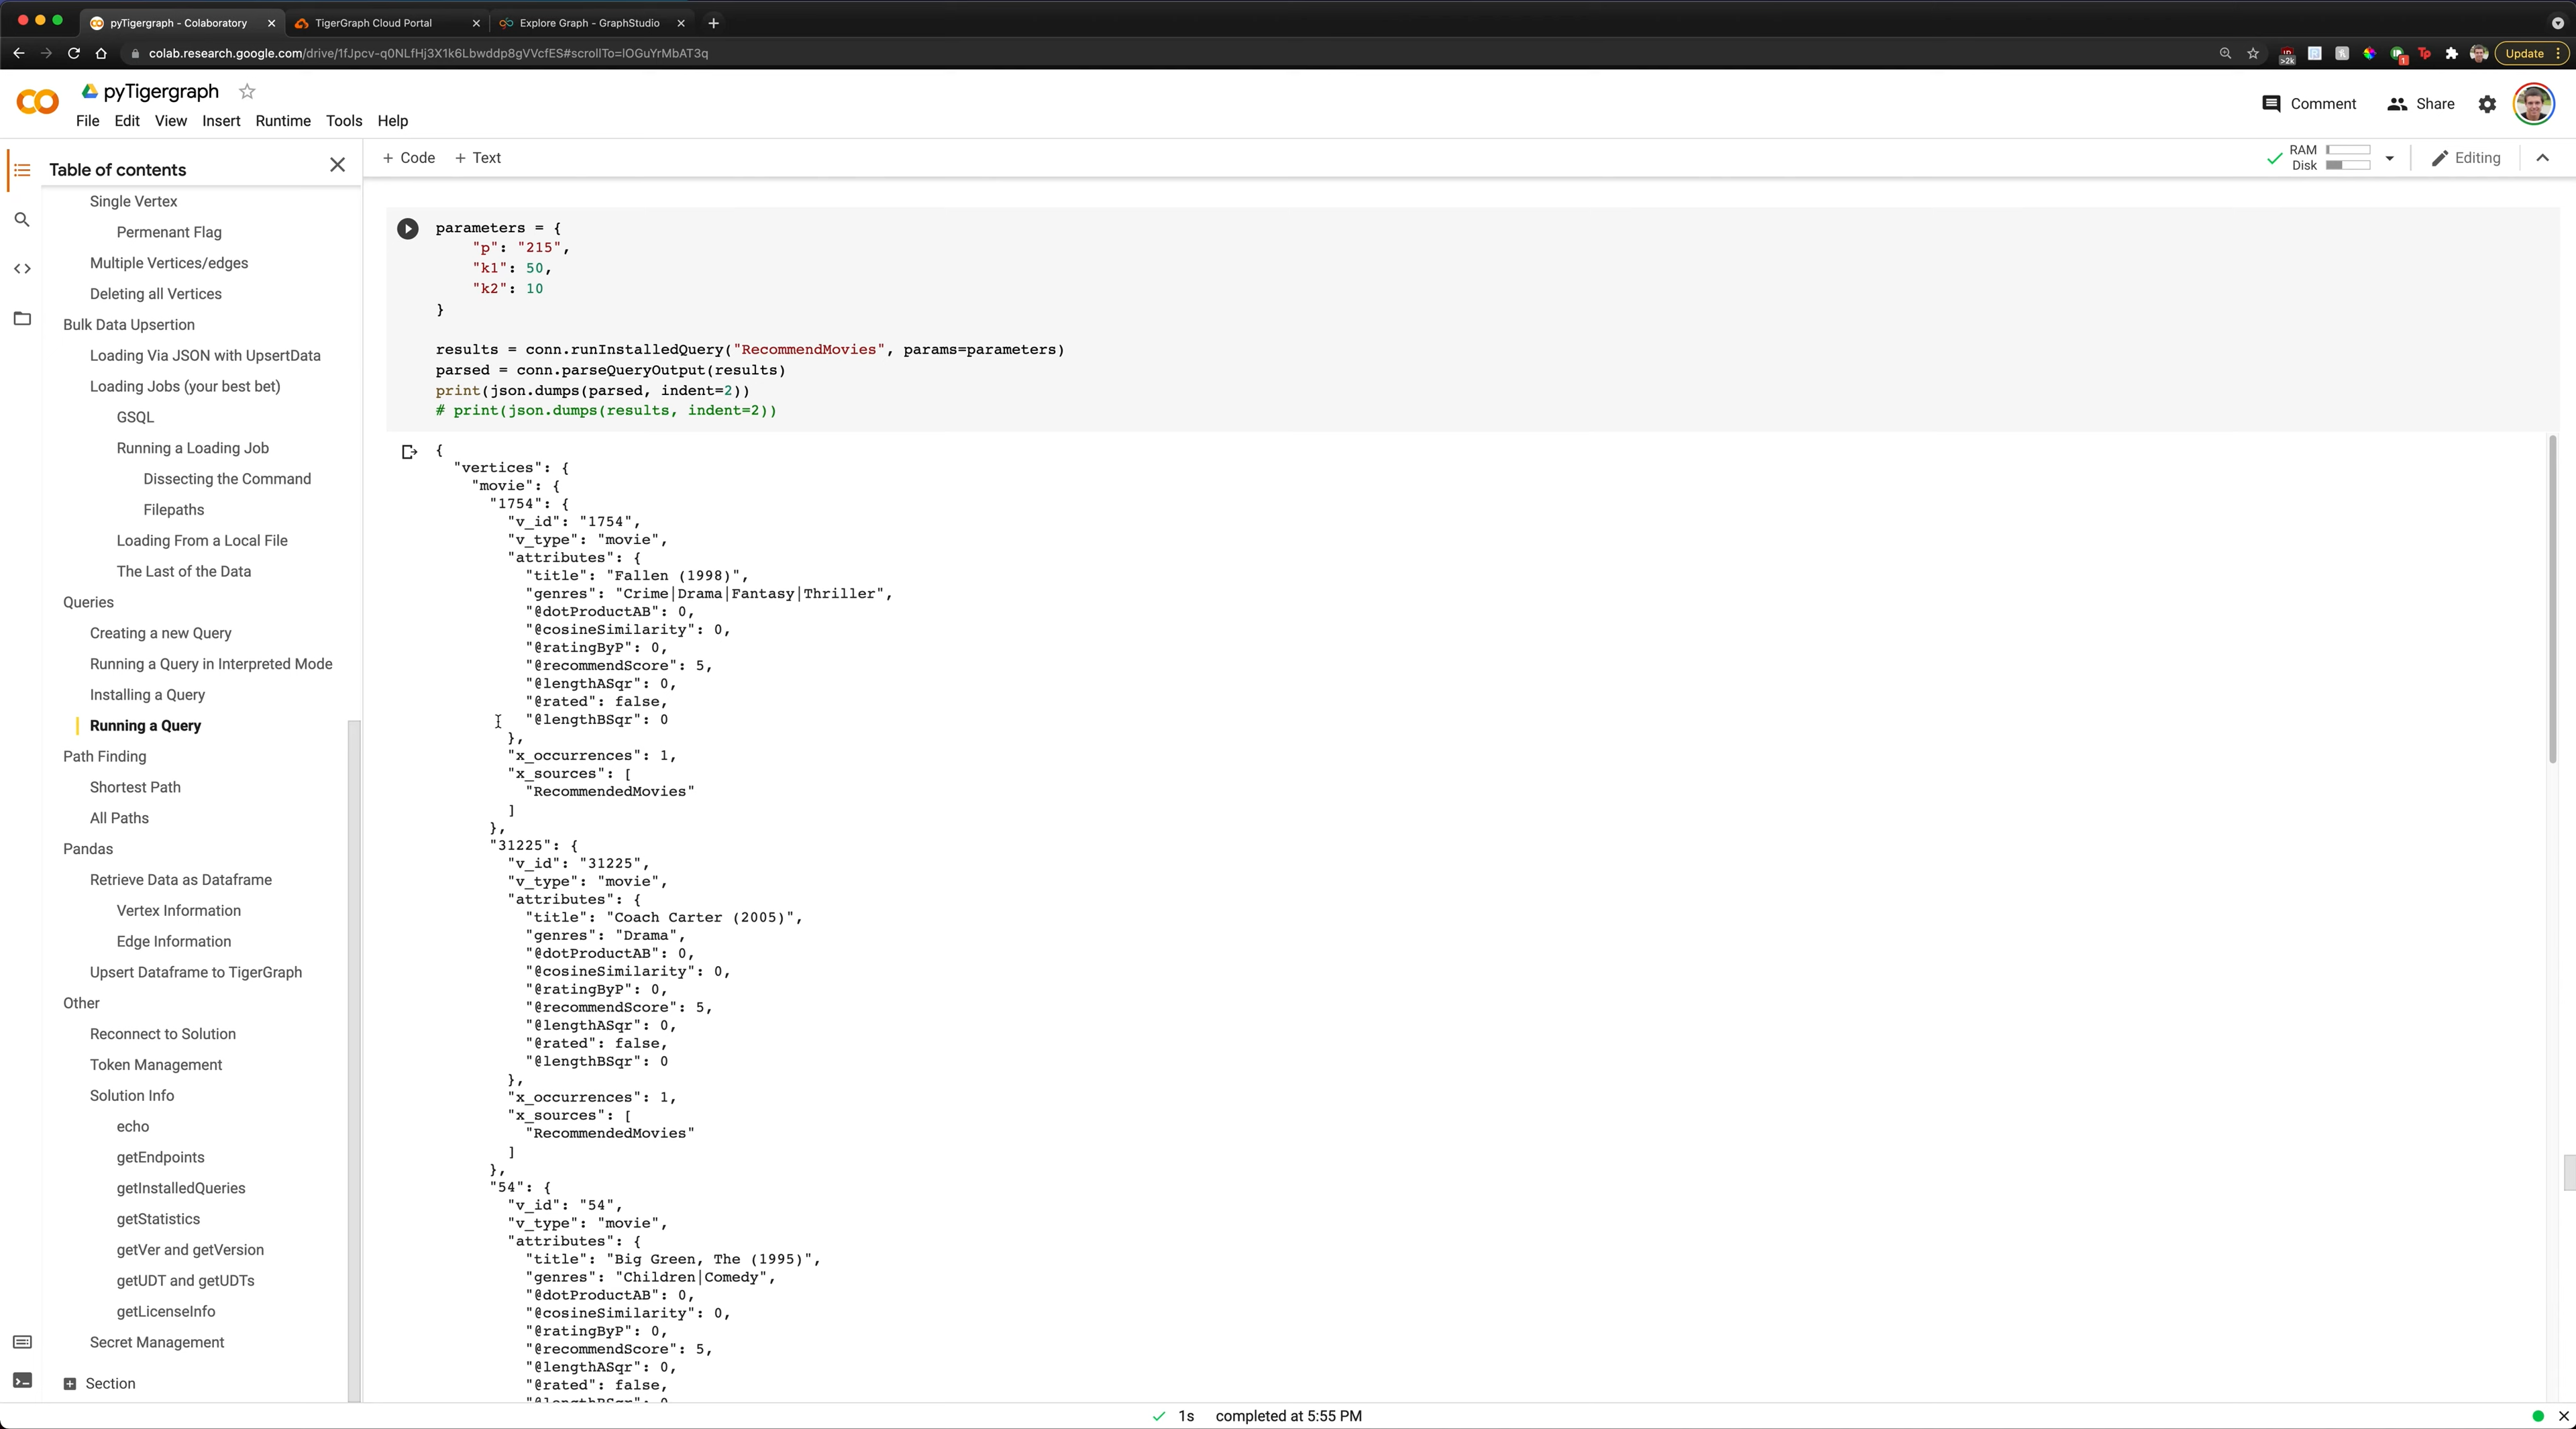 pyTigergraph - Colaboratory
TigerGraph Cloud Portal
Explore Graph - GraphStudio
colab.research.google.com/drive/1fJpcv-q0NLfHj3X1k6Lbwddp8gVVcfES#scrollTo=lOGuYrMbAT3q
>2k
1
Tp
Update
CO
pyTigergraph
File Edit View Insert Runtime Tools Help
Comment
Share
+ Code + Text
RAM
Disk
Editing
Table of contents
Single Vertex
Permenant Flag
Multiple Vertices/edges
Deleting all Vertices
Bulk Data Upsertion
Loading Via JSON with UpsertData
Loading Jobs (your best bet)
GSQL
Running a Loading Job
Dissecting the Command
Filepaths
Loading From a Local File
The Last of the Data
Queries
Creating a new Query
Running a Query in Interpreted Mode
Installing a Query
Running a Query
Path Finding
Shortest Path
All Paths
Pandas
Retrieve Data as Dataframe
Vertex Information
Edge Information
Upsert Dataframe to TigerGraph
Other
Reconnect to Solution
Token Management
Solution Info
echo
getEndpoints
getInstalledQueries
getStatistics
getVer and getVersion
getUDT and getUDTs
getLicenseInfo
Secret Management
Section
parameters = {
"p": "215",
"k1": 50,
"k2": 10
}
results = conn.runInstalledQuery("RecommendMovies", params=parameters)
parsed = conn.parseQueryOutput(results)
print(json.dumps(parsed, indent=2))
# print(json.dumps(results, indent=2))
{
"vertices": {
"movie": {
"1754": {
"v_id": "1754",
"v_type": "movie",
"attributes": {
"title": "Fallen (1998)",
"genres": "Crime|Drama|Fantasy|Thriller",
"@dotProductAB": 0,
"@cosineSimilarity": 0,
"@ratingByP": 0,
"@recommendScore": 5,
"@lengthASqr": 0,
"@rated": false,
"@lengthBSqr": 0
},
"x_occurrences": 1,
"x_sources": [
"RecommendedMovies"
]
},
"31225": {
"v_id": "31225",
"v_type": "movie",
"attributes": {
"title": "Coach Carter (2005)",
"genres": "Drama",
"@dotProductAB": 0,
"@cosineSimilarity": 0,
"@ratingByP": 0,
"@recommendScore": 5,
"@lengthASqr": 0,
"@rated": false,
"@lengthBSqr": 0
},
"x_occurrences": 1,
"x_sources": [
"RecommendedMovies"
]
},
"54": {
"v_id": "54",
"v_type": "movie",
"attributes": {
"title": "Big Green, The (1995)",
"genres": "Children|Comedy",
"@dotProductAB": 0,
"@cosineSimilarity": 0,
"@ratingByP": 0,
"@recommendScore": 5,
"@lengthASqr": 0,
"@rated": false,
1s completed at 5:55 PM